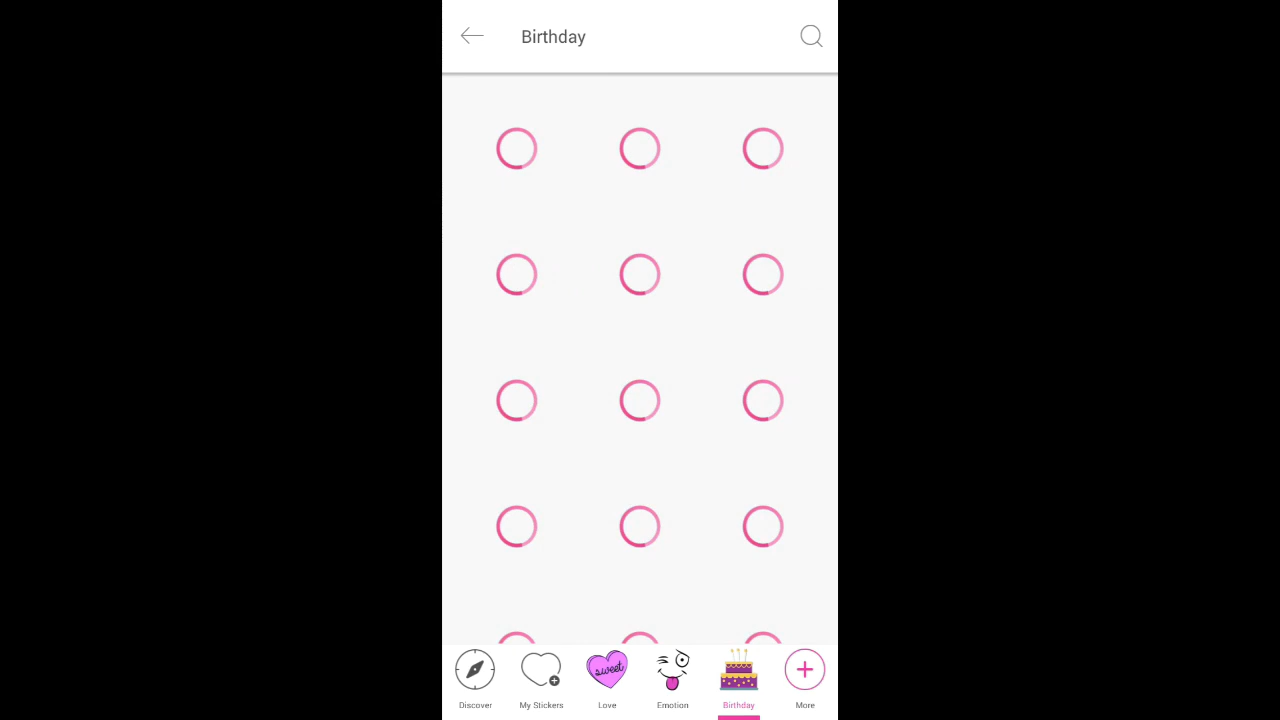 Birthday
sweet
Discover
My Stickers
Love
Emotion
Birthday
More